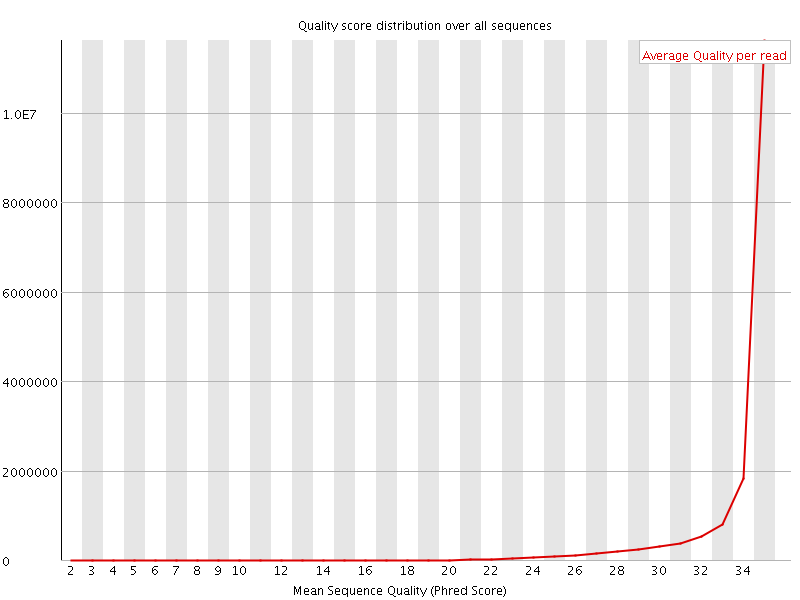 Quality score distribution over all sequences
Average Quality per read
1.0E7
8000000
6000000
4000000
2000000
0
2 3 4 5 6 7 8 9 10 12 14 16 18 20 22 24 26 28 30 32 34
Mean Sequence Quality (Phred Score)